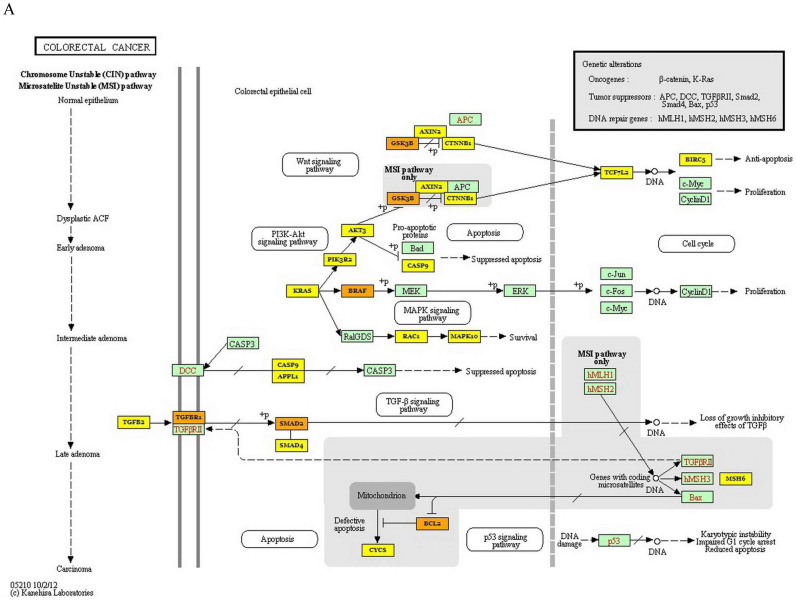 A
COLORECTAL CANCER
Chromosome Unstable (CIN) pathway
Microsatelite Unstable (MSI) pathway
Normal epithelium
Dysplastic ACF
Early adenoma
Intermediate adenoma
Late adenoma
Carcinoma
05210 10/2/12
(c) Kanehisa Laboratories
Colorectal epithelial cell
Genetic alterations
Oncogenes : β-catenin, K-Ras
Tumor suppressors : APC, DCC, TGFβRII, Smad2,
Smad4, Bax, p53
DNA repair genes : hMLH1, hMSH2, hMSH3, hMSH6
APC
AXIN2
GSK3B
CTNNB1
+p
Wnt signaling
pathway
MSI pathway
only
AXIN2
APC
GSK3B
CTNNB1
+p
+p
TCF7L2
DNA
BIRC5
Anti-apoptosis
c-Myc
CyclinD1
Proliferation
AKT3
PI3K-Akt
signaling pathway
PIK3R2
Pro-apoptotic
proteins
+p
Bad
CASP9
Apoptosis
Suppressed apoptosis
Cell cycle
KRAS
BRAF
+p
MEK
+p
ERK
+p
c-Jun
c-Fos
c-Myc
DNA
CyclinD1
Proliferation
MAPK signaling
pathway
RalGDS
RAC1
MAPK10
Survival
CASP3
DCC
CASP9
APPL1
CASP3
Suppressed apoptosis
MSI pathway
only
hMLH1
hMSH2
TGF-β signaling
pathway
TGFB2
TGFBR1
TGFβRII
+p
SMAD2
SMAD4
DNA
Loss of growth inhibitory
effects of TGFβ
Genes with coding
microsatellites
DNA
TGFβRII
hMSH3
MSH6
Bax
Mitochondrion
Defective
apoptosis
BCL2
CYCS
Apoptosis
p53 signaling
pathway
DNA
damage
p53
DNA
Karyotypic instability
Impaired G1 cycle arrest
Reduced apoptosis